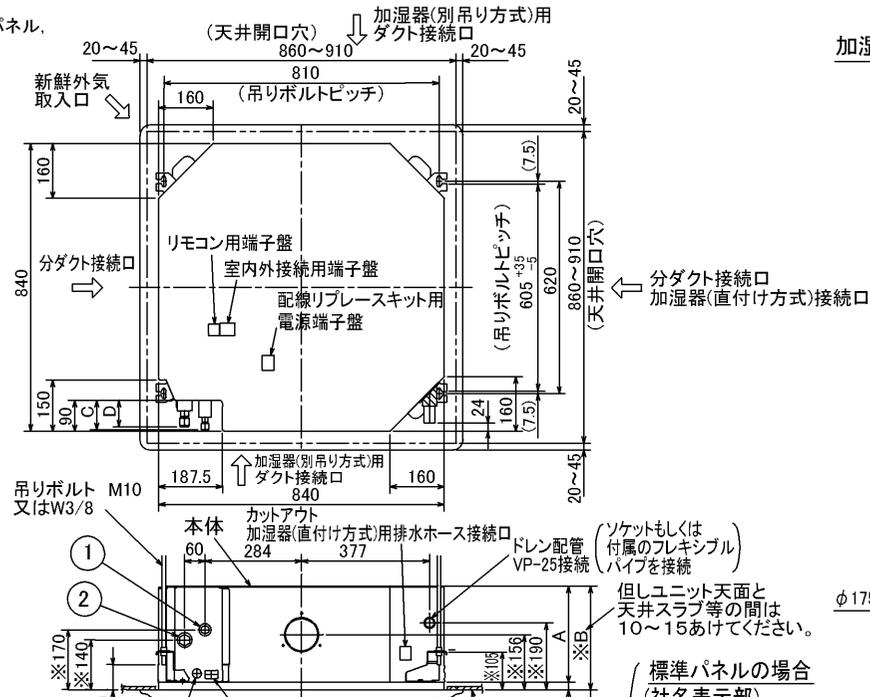 パネル,
(天井開口穴)
加湿器(別吊り方式)用
ダクト接続口
20~45
860~910
20~45
810
(吊りボルトピッチ)
新鮮外気
取入口
160
20~45
160
(7.5)
840
リモコン用端子盤
室内外接続用端子盤
配線リプレースキット用
電源端子盤
分ダクト接続口
(吊りボルトピッチ)
605 +35 -5
620
860~910
(天井開口穴)
分ダクト接続口
加湿器(直付け方式)接続口
150
90
C
D
24
160
(7.5)
187.5
加湿器(別吊り方式)用
ダクト接続口
160
840
20~45
吊りボルト M10
又はW3/8
本体
カットアウト
加湿器(直付け方式)用排水ホース接続口
60
284
377
ドレン配管
VP-25接続
ソケットもしくは
付属のフレキシブル
パイプを接続
1
2
但しユニット天面と
天井スラブ等の間は
10~15あけてください。
※170
※140
※105
※156
※190
A
※B
標準パネルの場合
φ175